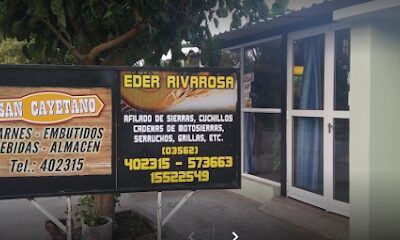 SAN CAYETANO
CARNES - EMBUTIDOS
BEBIDAS - ALMACEN
Tel.: 402315
EDER RIVAROSA
AFILADO DE SIERRAS, CUCHILLOS
CADENAS DE MOTOSIERRAS,
SERRUCHOS, GRILLAS, ETC.
(03562)
402315 - 573663
15522549